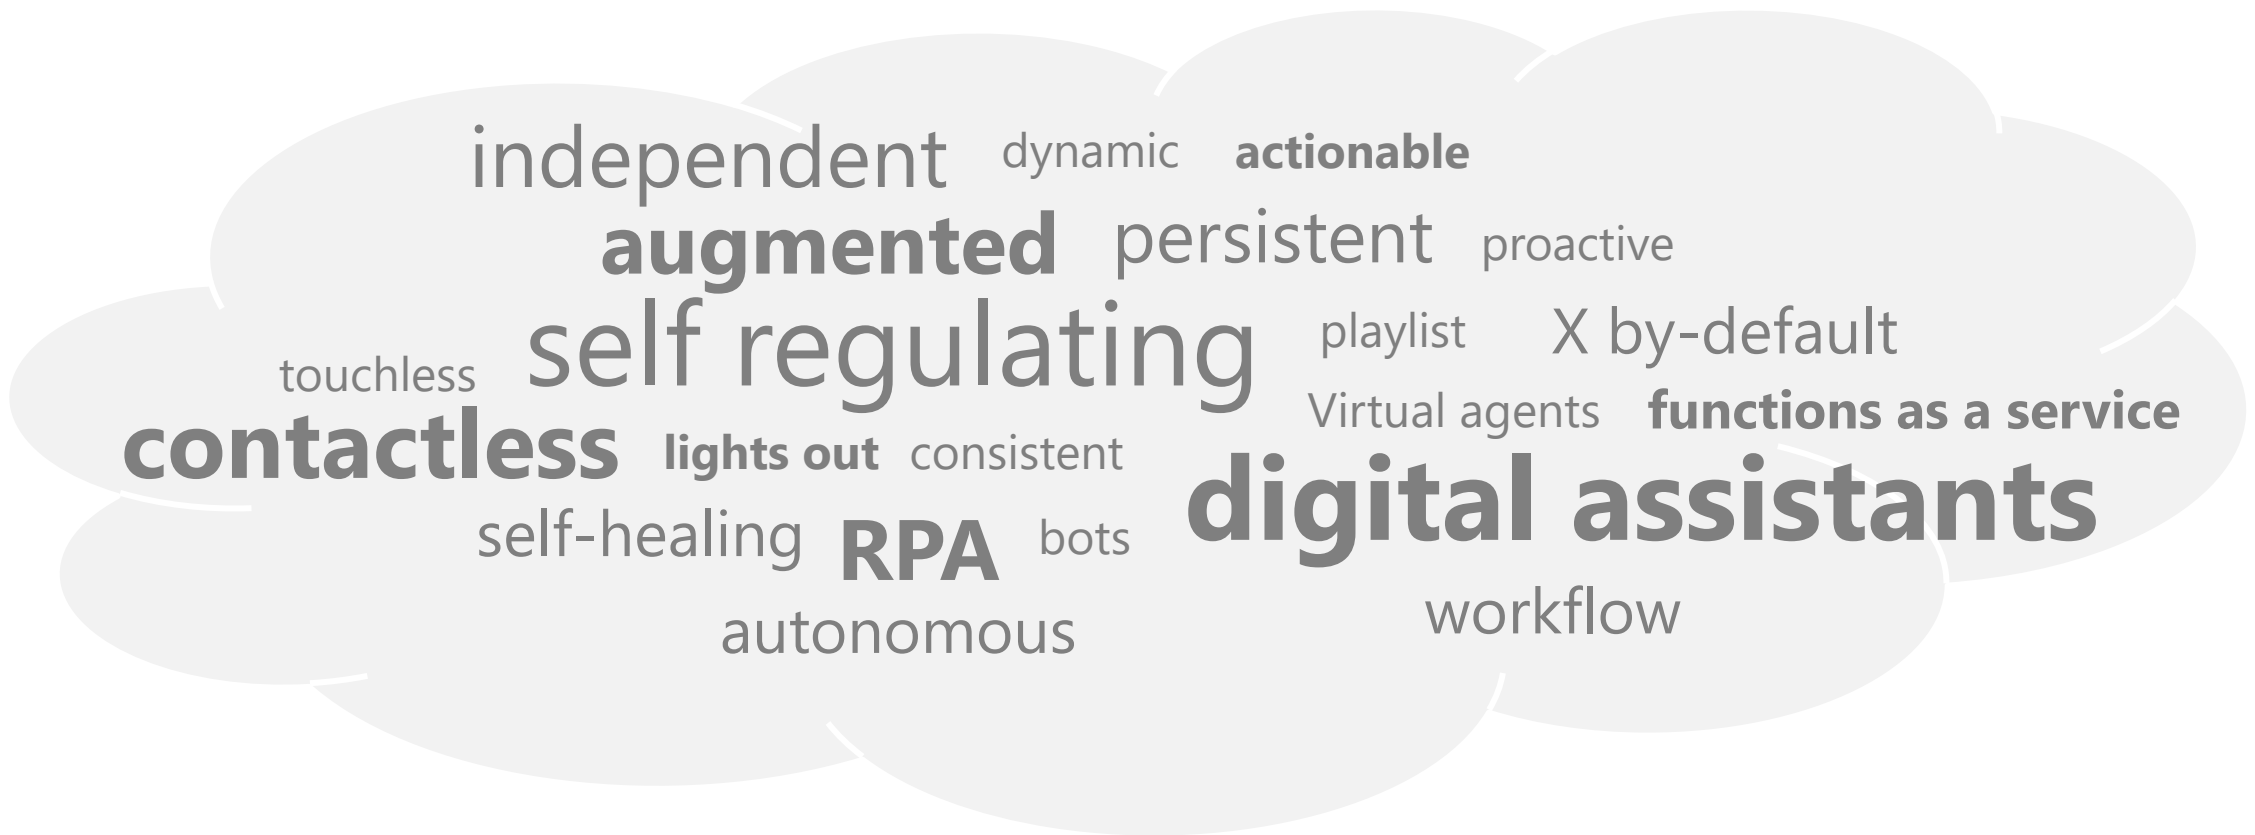 independent dynamic actionable
augmented persistent proactive
self regulating playlist X by-default
touchless
Virtual agents functions as a service
contactless lights out consistent
digital assistants
self-healing RPA bots
autonomous workflow